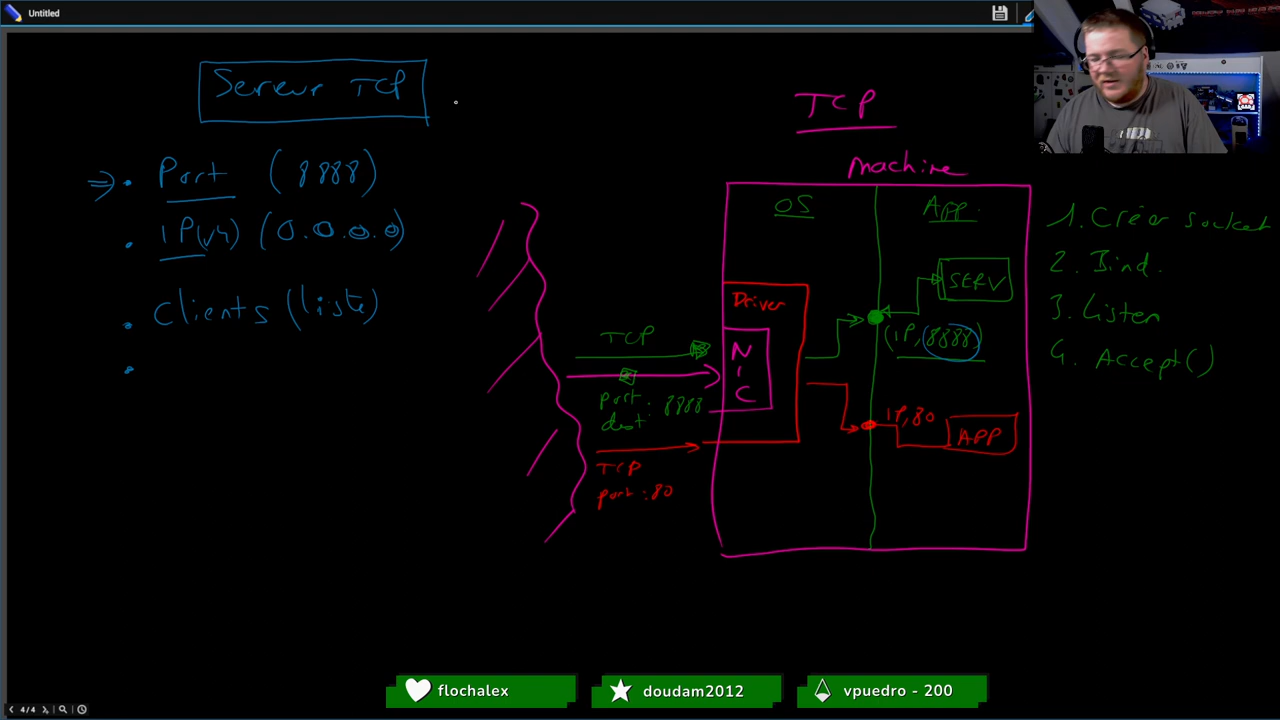 Untitled
Serveur TCP
Port (8888)
IP(v4) (0.0.0.0)
Clients (liste)
TCP
machine
OS
APP.
SERV
Driver
N
I
C
(IP, 8888)
TCP
port : 8888
dest
TCP
port : 80
IP, 80
APP
1. Créer socket
2. Bind.
3. Listen
4. Accept()
flochalex
doudam2012
vpuedro - 200
4/4